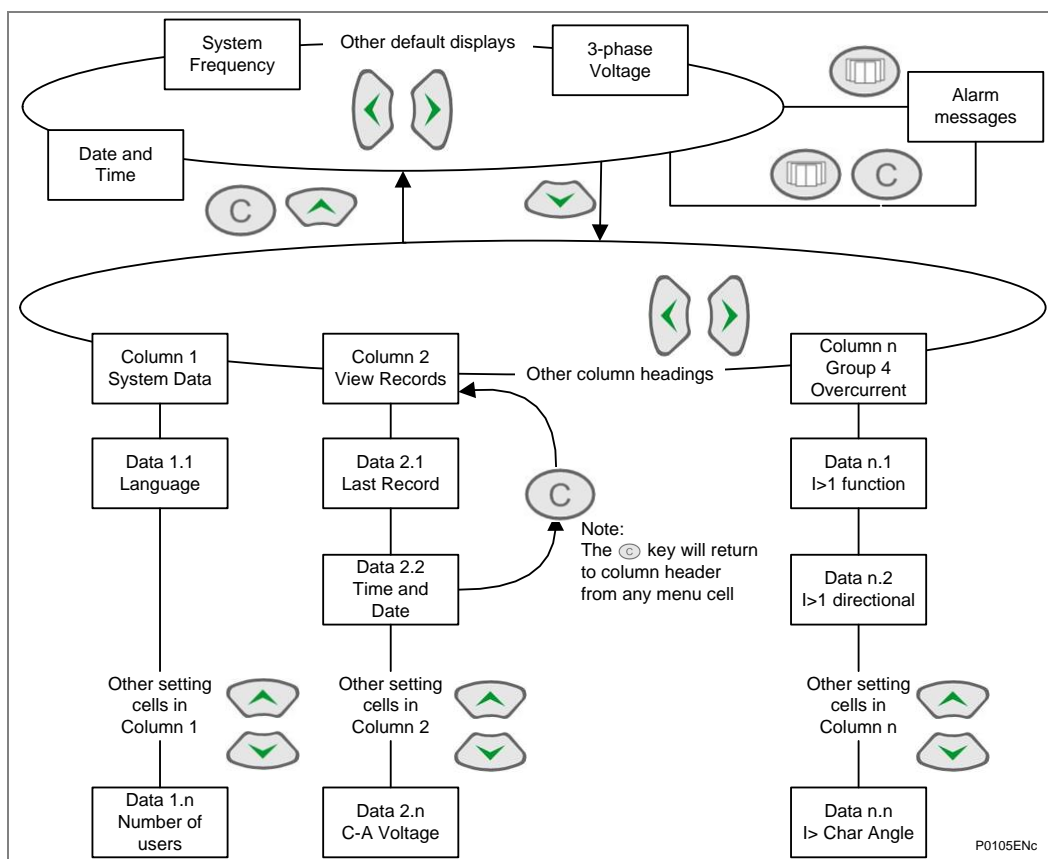 System
Frequency
Other default displays
3-phase
Voltage
Alarm
messages
Date and
Time
C
C
Column 1
System Data
Column 2
View Records
Other column headings
Column n
Group 4
Overcurrent
Data 1.1
Language
Data 2.1
Last Record
C
Data n.1
I>1 function
Note:
The C key will return
to column header
from any menu cell
Data 2.2
Time and
Date
Data n.2
I>1 directional
Other setting
cells in
Column 1
Other setting
cells in
Column 2
Other setting
cells in
Column n
Data 1.n
Number of
users
Data 2.n
C-A Voltage
Data n.n
I> Char Angle
P0105ENc